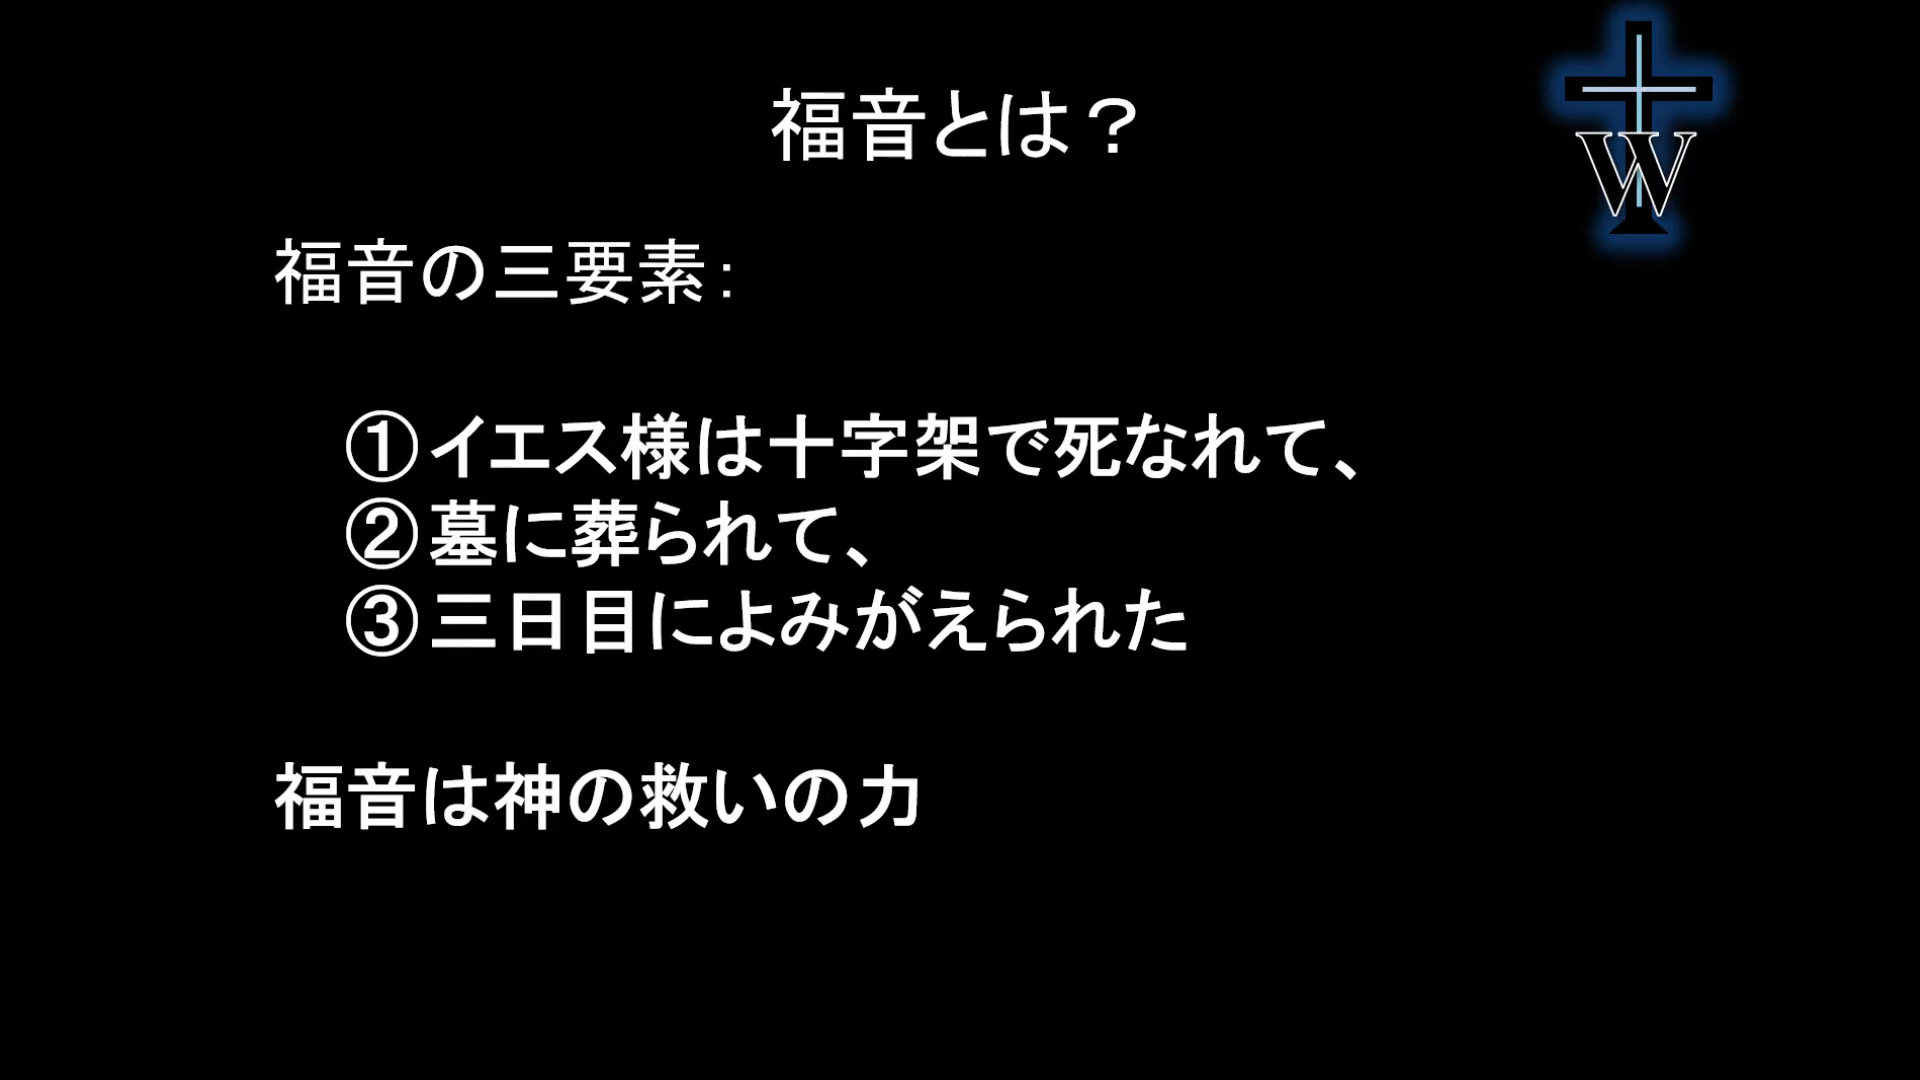 福音とは？
W
福音の三要素：
①イエス様は十字架で死なれて、
②墓に葬られて、
③三日目によみがえられた
福音は神の救いの力